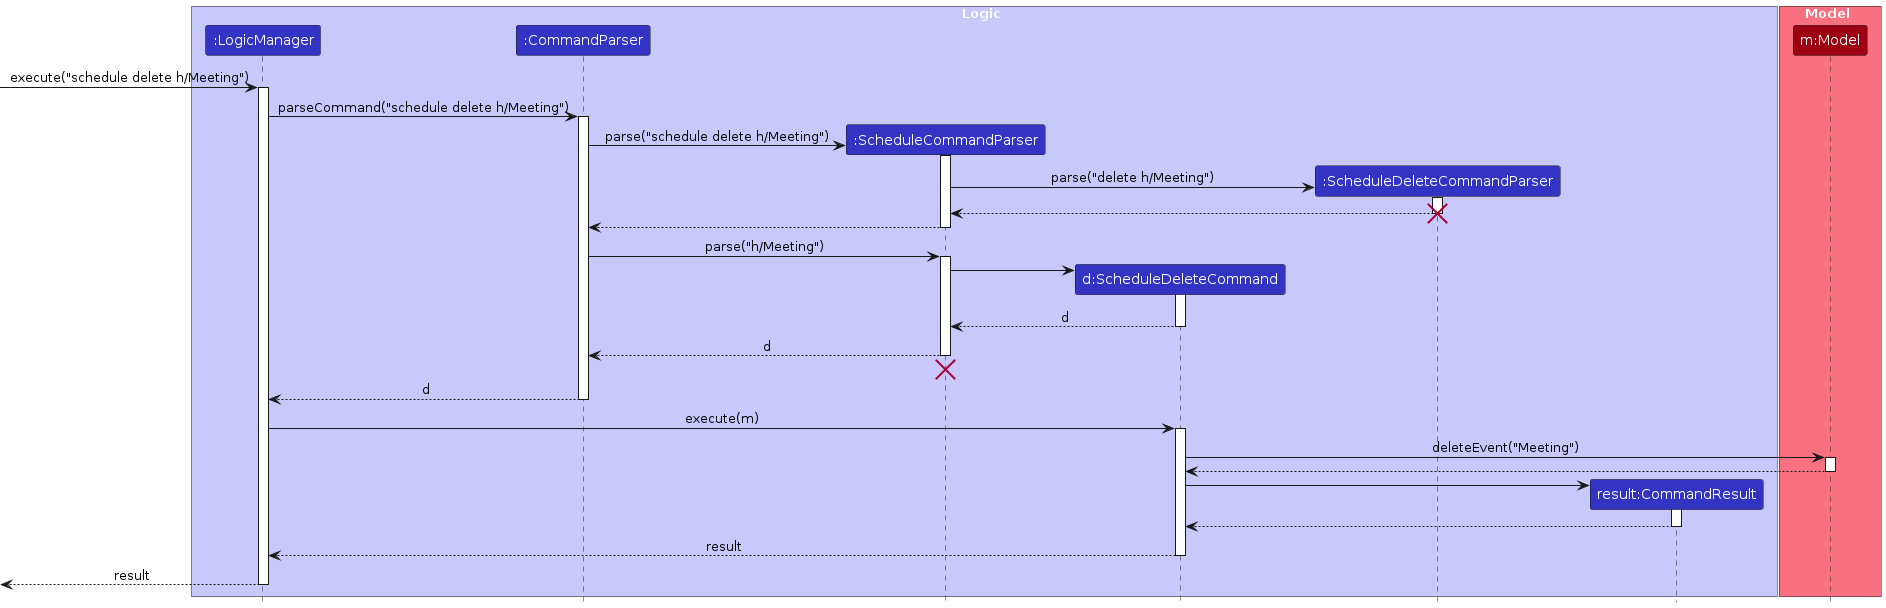 Logic
Model
:LogicManager
:CommandParser
m:Model
execute("schedule delete h/Meeting")
parseCommand("schedule delete h/Meeting")
parse("schedule delete h/Meeting")
:ScheduleCommandParser
parse("delete h/Meeting")
:ScheduleDeleteCommandParser
parse("h/Meeting")
d:ScheduleDeleteCommand
d
d
d
execute(m)
deleteEvent("Meeting")
result:CommandResult
result
result